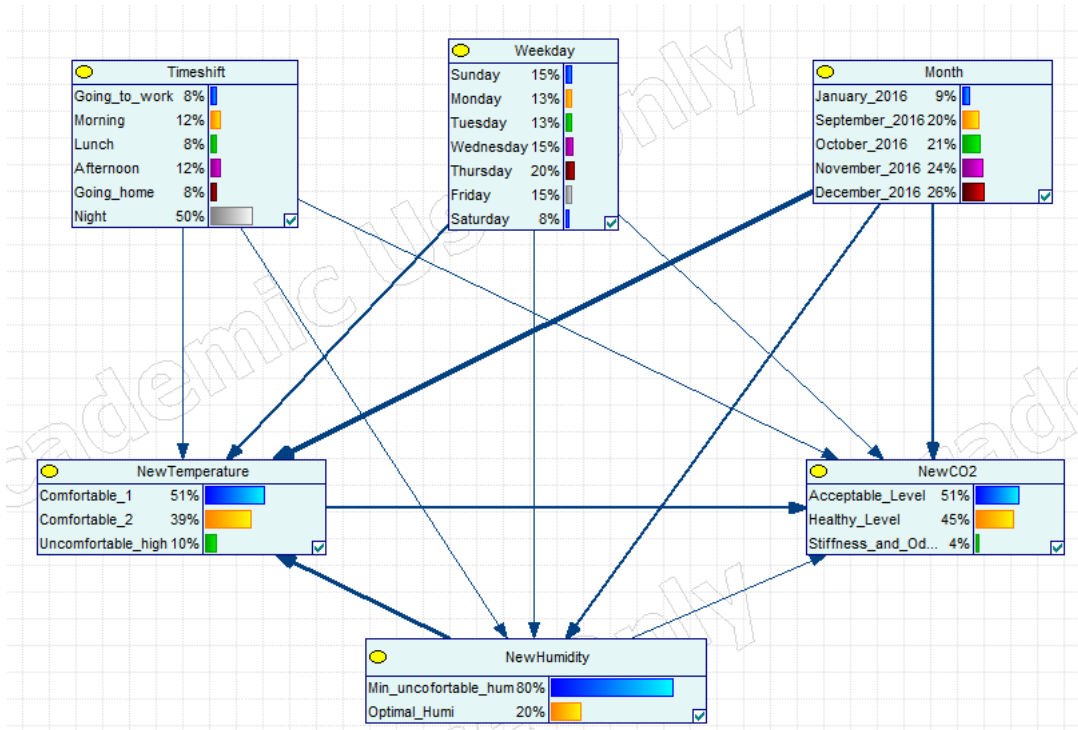 Timeshift
Going_to_work 8%
Morning 12%
Lunch 8%
Afternoon 12%
Going_home 8%
Night 50%
Weekday
Sunday 15%
Monday 13%
Tuesday 13%
Wednesday 15%
Thursday 20%
Friday 15%
Saturday 8%
Month
January_2016 9%
September_2016 20%
October_2016 21%
November_2016 24%
December_2016 26%
NewTemperature
Comfortable_1 51%
Comfortable_2 39%
Uncomfortable_high 10%
NewCO2
Acceptable_Level 51%
Healthy_Level 45%
Stiffness_and_Od... 4%
NewHumidity
Min_uncofortable_hum 80%
Optimal_Humi 20%